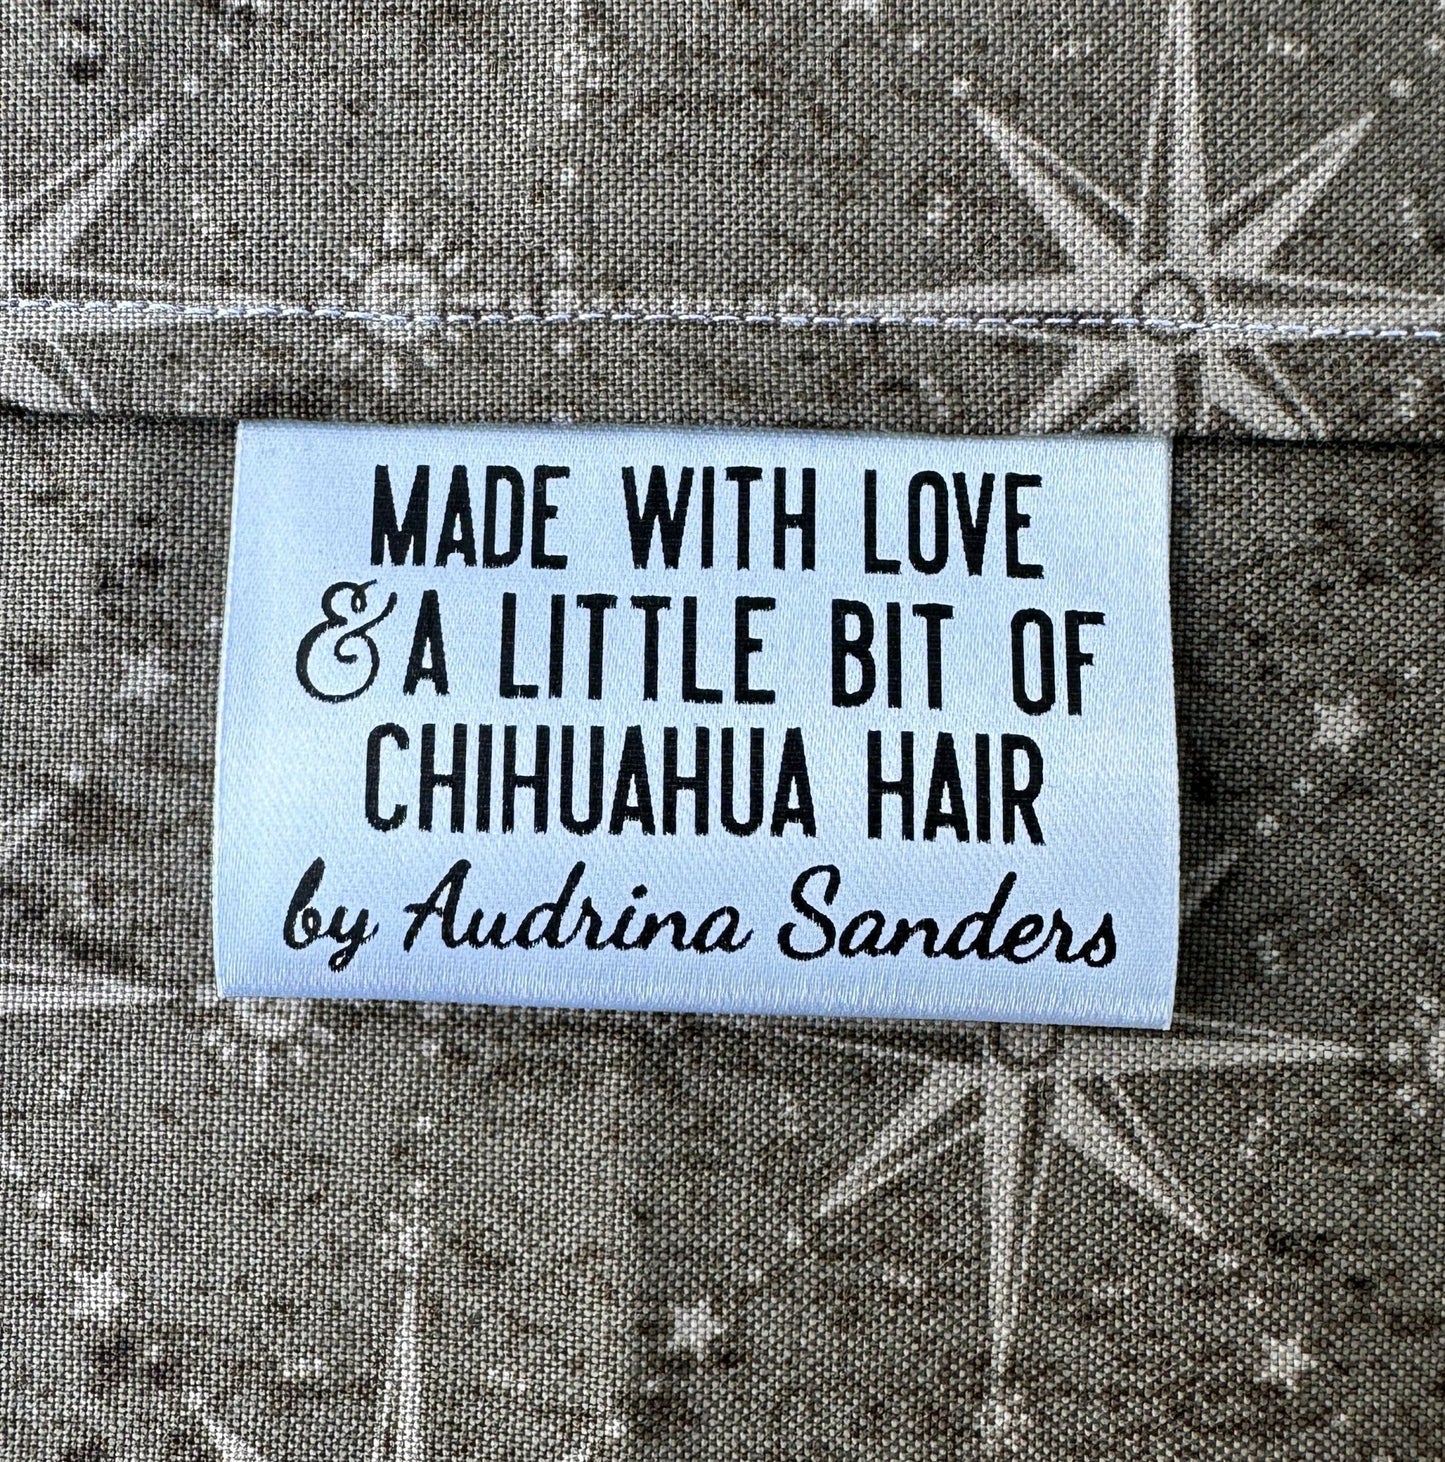 MADE WITH LOVE
& A LITTLE BIT OF
CHIHUAHUA HAIR
by Audrina Sanders